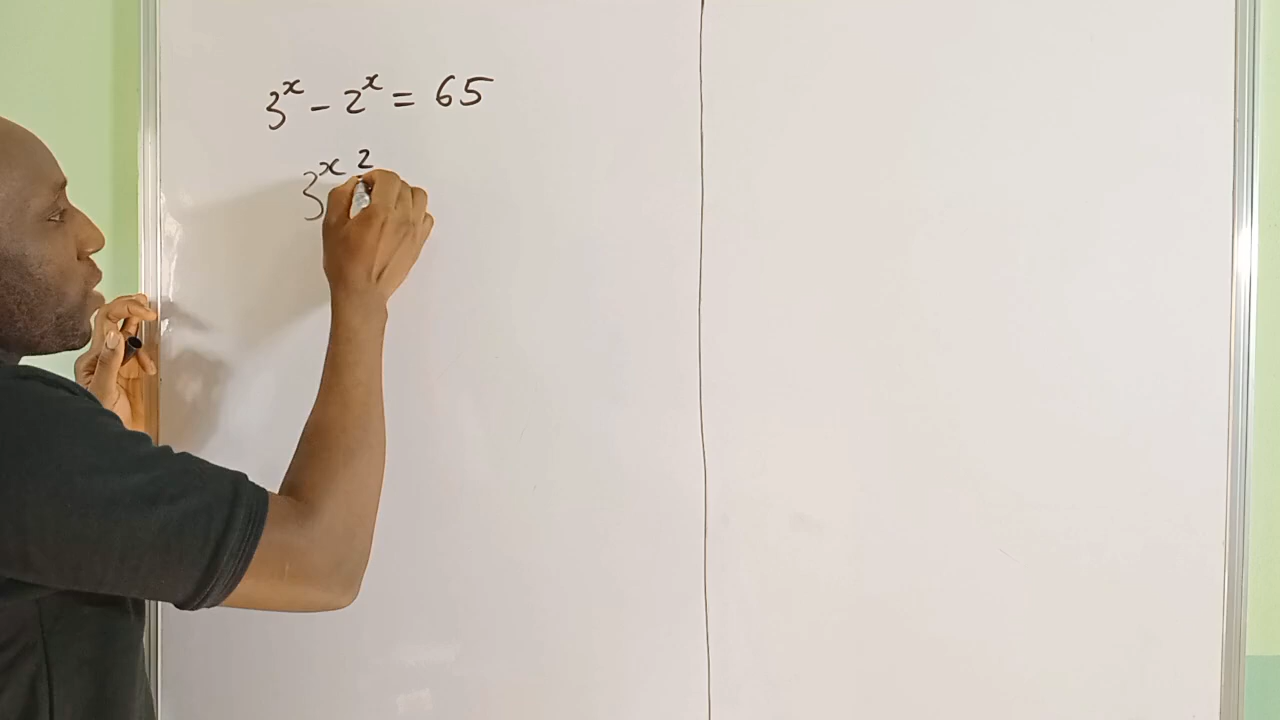 3^x - 2^x = 65
3^x 2